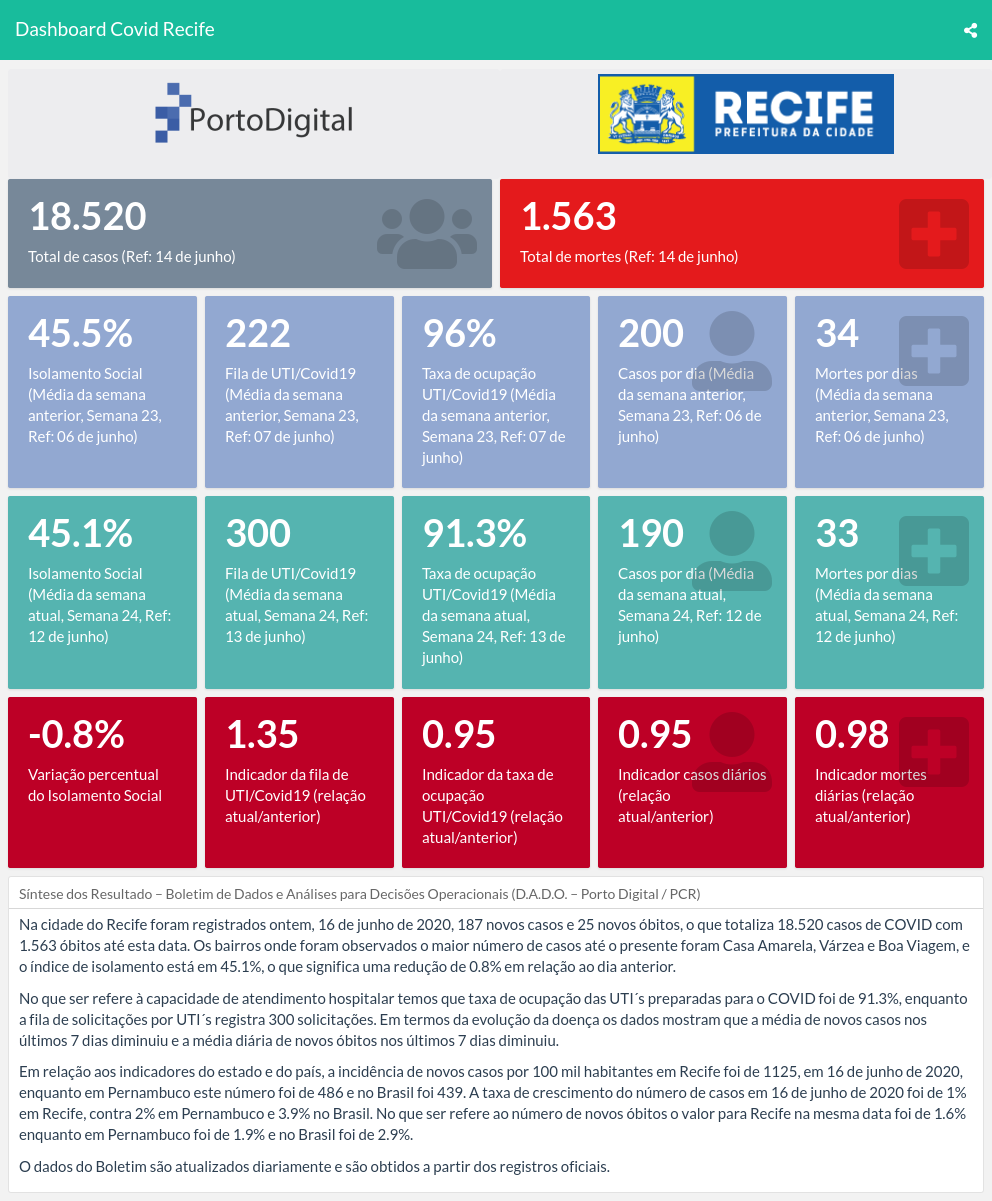 Dashboard Covid Recife
PortoDigital
RECIFE
PREFEITURA DA CIDADE
18.520
Total de casos (Ref: 14 de junho)
1.563
Total de mortes (Ref: 14 de junho)
45.5%
Isolamento Social
(Média da semana
anterior, Semana 23,
Ref: 06 de junho)
222
Fila de UTI/Covid19
(Média da semana
anterior, Semana 23,
Ref: 07 de junho)
96%
Taxa de ocupação
UTI/Covid19 (Média
da semana anterior,
Semana 23, Ref: 07 de
junho)
200
Casos por dia (Média
da semana anterior,
Semana 23, Ref: 06 de
junho)
34
Mortes por dias
(Média da semana
anterior, Semana 23,
Ref: 06 de junho)
45.1%
Isolamento Social
(Média da semana
atual, Semana 24, Ref:
12 de junho)
300
Fila de UTI/Covid19
(Média da semana
atual, Semana 24, Ref:
13 de junho)
91.3%
Taxa de ocupação
UTI/Covid19 (Média
da semana atual,
Semana 24, Ref: 13 de
junho)
190
Casos por dia (Média
da semana atual,
Semana 24, Ref: 12 de
junho)
33
Mortes por dias
(Média da semana
atual, Semana 24, Ref:
12 de junho)
-0.8%
Variação percentual
do Isolamento Social
1.35
Indicador da fila de
UTI/Covid19 (relação
atual/anterior)
0.95
Indicador da taxa de
ocupação
UTI/Covid19 (relação
atual/anterior)
0.95
Indicador casos diários
(relação
atual/anterior)
0.98
Indicador mortes
diárias (relação
atual/anterior)
Síntese dos Resultado – Boletim de Dados e Análises para Decisões Operacionais (D.A.D.O. – Porto Digital / PCR)
Na cidade do Recife foram registrados ontem, 16 de junho de 2020, 187 novos casos e 25 novos óbitos, o que totaliza 18.520 casos de COVID com
1.563 óbitos até esta data. Os bairros onde foram observados o maior número de casos até o presente foram Casa Amarela, Várzea e Boa Viagem, e
o índice de isolamento está em 45.1%, o que significa uma redução de 0.8% em relação ao dia anterior.
No que ser refere à capacidade de atendimento hospitalar temos que taxa de ocupação das UTI´s preparadas para o COVID foi de 91.3%, enquanto
a fila de solicitações por UTI´s registra 300 solicitações. Em termos da evolução da doença os dados mostram que a média de novos casos nos
últimos 7 dias diminuiu e a média diária de novos óbitos nos últimos 7 dias diminuiu.
Em relação aos indicadores do estado e do país, a incidência de novos casos por 100 mil habitantes em Recife foi de 1125, em 16 de junho de 2020,
enquanto em Pernambuco este número foi de 486 e no Brasil foi 439. A taxa de crescimento do número de casos em 16 de junho de 2020 foi de 1%
em Recife, contra 2% em Pernambuco e 3.9% no Brasil. No que ser refere ao número de novos óbitos o valor para Recife na mesma data foi de 1.6%
enquanto em Pernambuco foi de 1.9% e no Brasil foi de 2.9%.
O dados do Boletim são atualizados diariamente e são obtidos a partir dos registros oficiais.